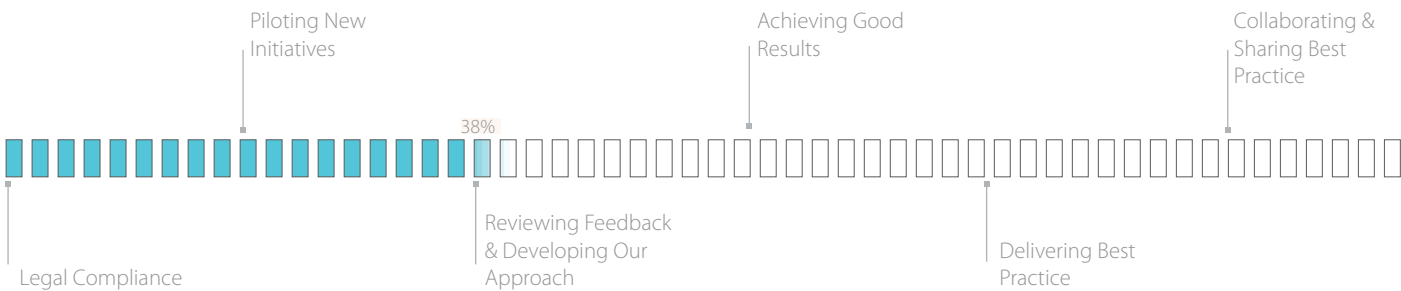 Piloting New
Initiatives
Achieving Good
Results
Collaborating &
Sharing Best
Practice
38%
Legal Compliance
Reviewing Feedback
& Developing Our
Approach
Delivering Best
Practice